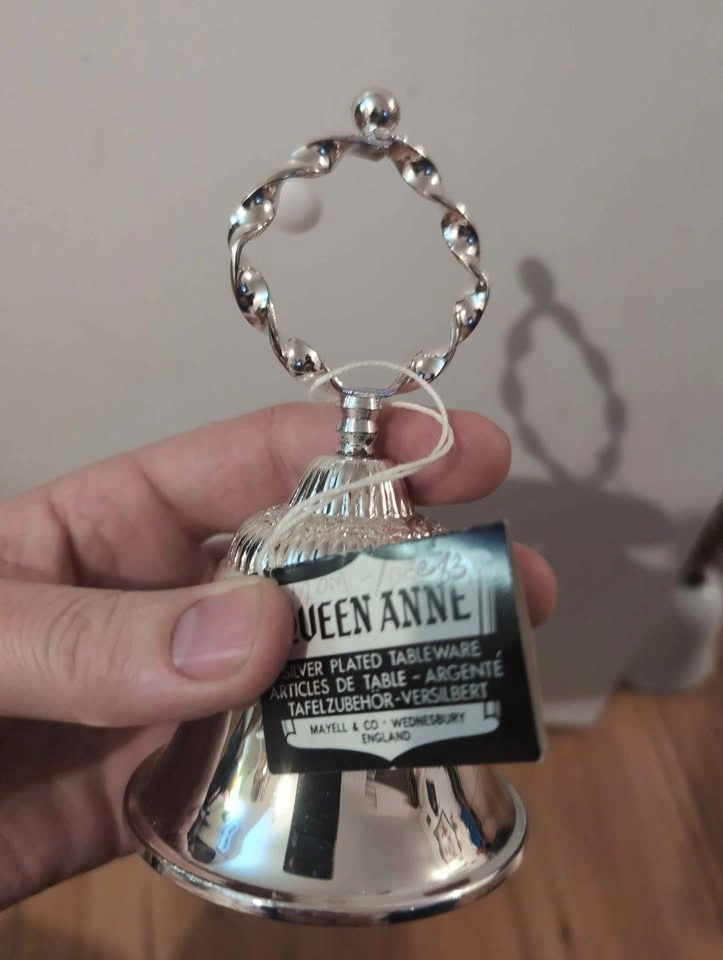 QUEEN ANNE
SILVER PLATED TABLEWARE
ARTICLES DE TABLE - ARGENTÉ
TAFELZUBEHÖR-VERSILBERT
MAYELL & CO · WEDNESBURY
ENGLAND